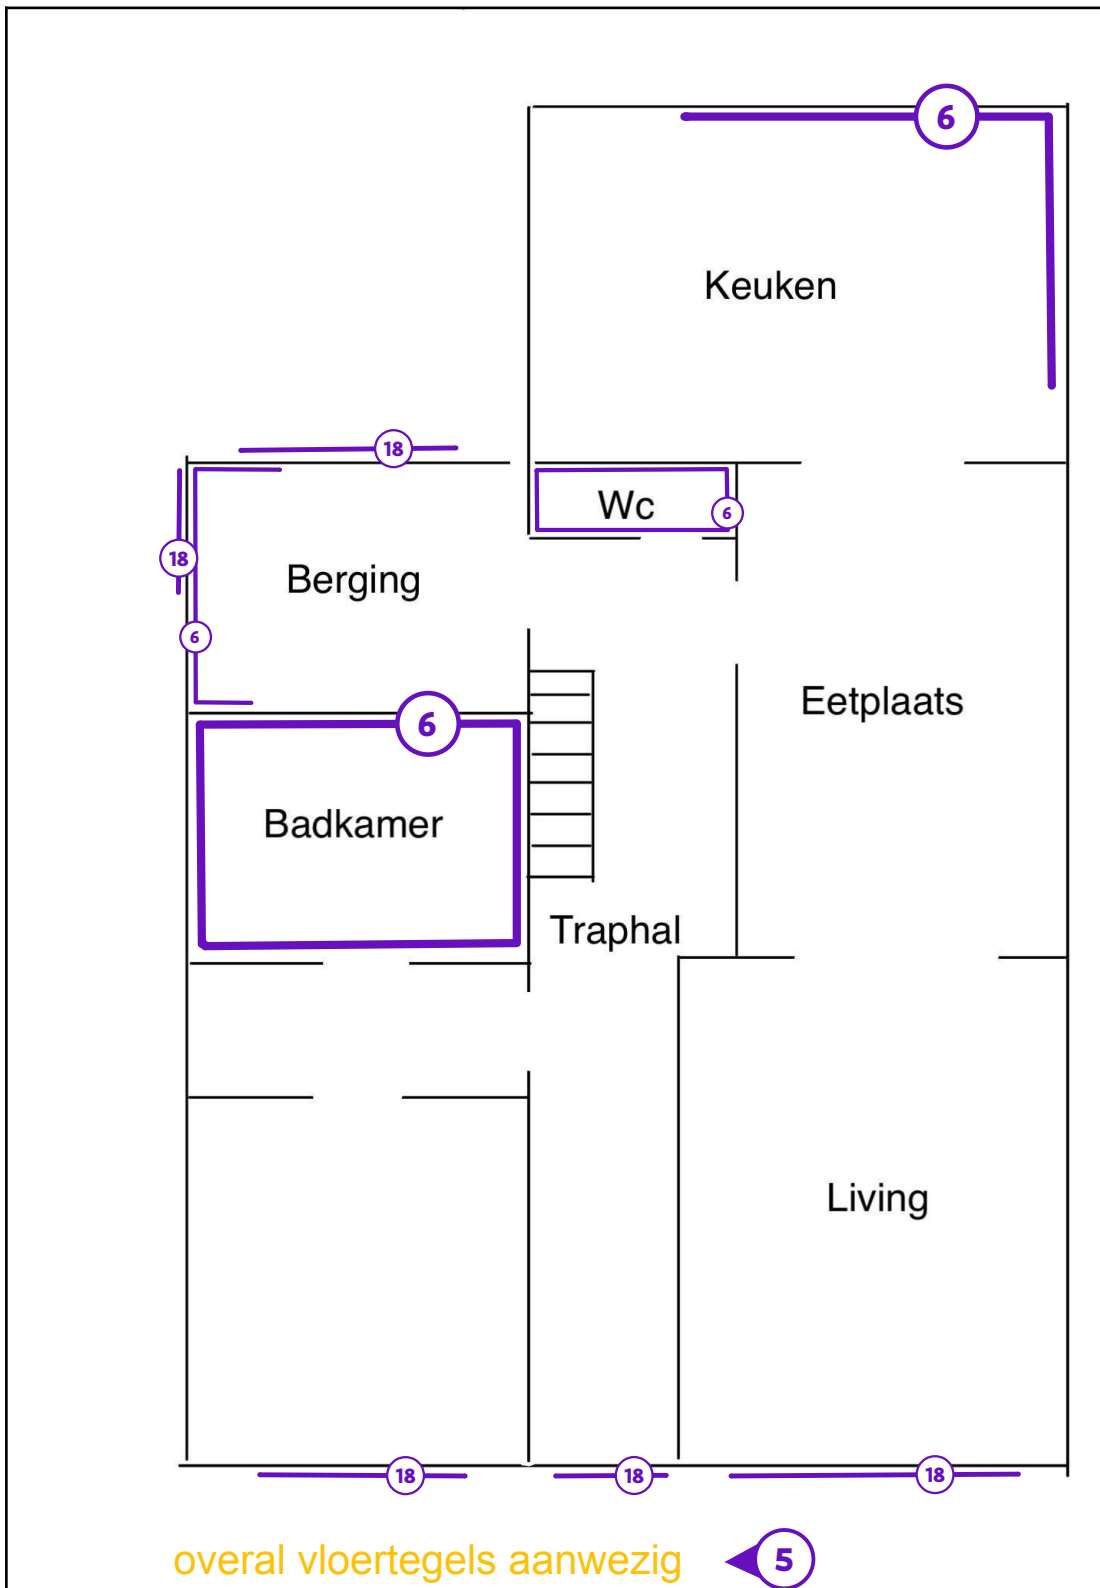 6
Keuken
18
Wc
6
18
Berging
6
Eetplaats
6
Badkamer
Traphal
Living
18
18
18
overal vloertegels aanwezig
5